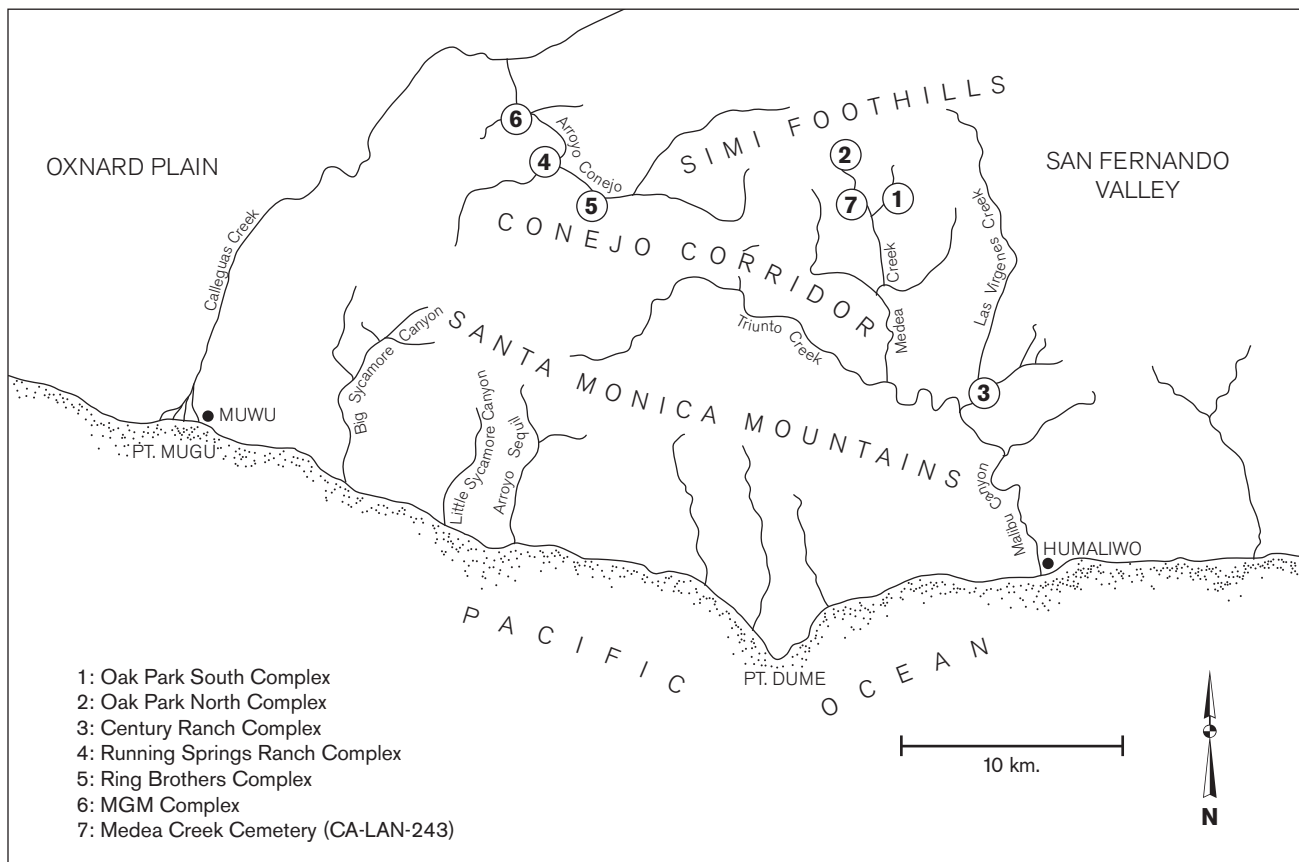 SIMI FOOTHILLS
OXNARD PLAIN
SAN FERNANDO
VALLEY
6
Arroyo Conejo
4
5
2
7
1
CONEJO CORRIDOR
Calleguas Creek
Medea Creek
Las Virgenes Creek
Triunto Creek
3
SANTA MONICA MOUNTAINS
Big Sycamore Canyon
Little Sycamore Canyon
Arroyo Sequil
Malibu Canyon
MUWU
PT. MUGU
HUMALIWO
PT. DUME
PACIFIC OCEAN
1: Oak Park South Complex
2: Oak Park North Complex
3: Century Ranch Complex
4: Running Springs Ranch Complex
5: Ring Brothers Complex
6: MGM Complex
7: Medea Creek Cemetery (CA-LAN-243)
10 km.
N